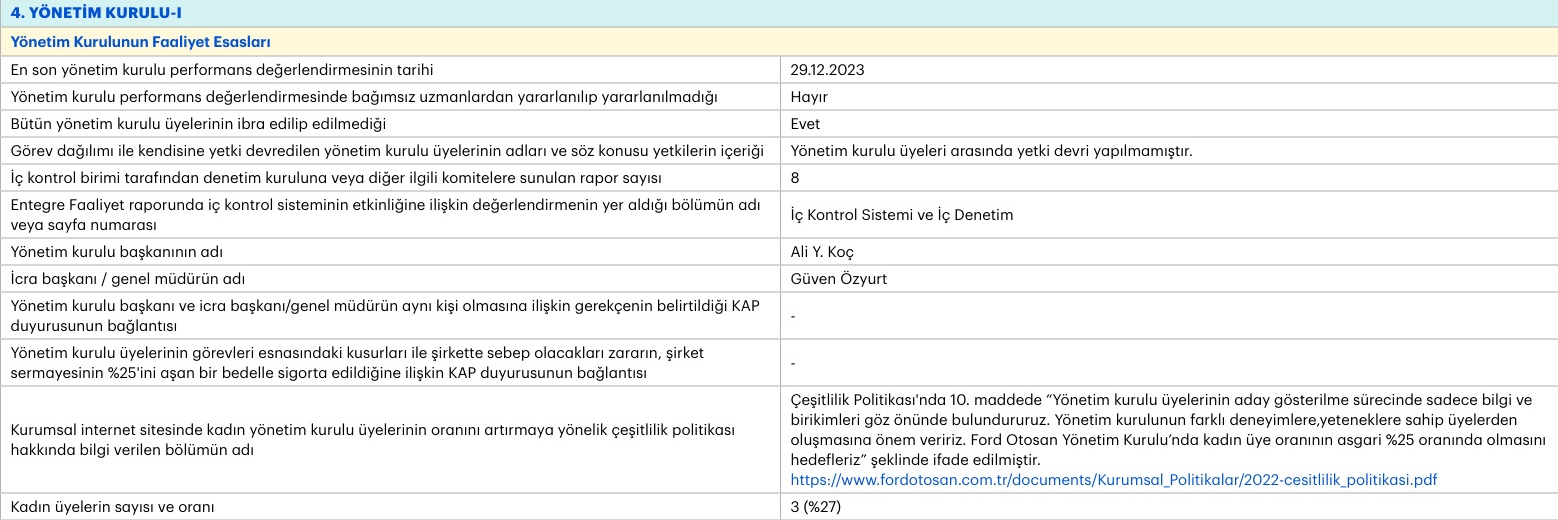 4. YÖNETİM KURULU-I
Yönetim Kurulunun Faaliyet Esasları
En son yönetim kurulu performans değerlendirmesinin tarihi
29.12.2023
Yönetim kurulu performans değerlendirmesinde bağımsız uzmanlardan yararlanılıp yararlanılmadığı
Hayır
Bütün yönetim kurulu üyelerinin ibra edilip edilmediği
Evet
Görev dağılımı ile kendisine yetki devredilen yönetim kurulu üyelerinin adları ve söz konusu yetkilerin içeriği
Yönetim kurulu üyeleri arasında yetki devri yapılmamıştır.
İç kontrol birimi tarafından denetim kuruluna veya diğer ilgili komitelere sunulan rapor sayısı
8
Entegre Faaliyet raporunda iç kontrol sisteminin etkinliğine ilişkin değerlendirmenin yer aldığı bölümün adı
veya sayfa numarası
İç Kontrol Sistemi ve İç Denetim
Yönetim kurulu başkanının adı
Ali Y. Koç
İcra başkanı / genel müdürün adı
Güven Özyurt
Yönetim kurulu başkanı ve icra başkanı/genel müdürün aynı kişi olmasına ilişkin gerekçenin belirtildiği KAP
duyurusunun bağlantısı
-
Yönetim kurulu üyelerinin görevleri esnasındaki kusurları ile şirkette sebep olacakları zararın, şirket
sermayesinin %25'ini aşan bir bedelle sigorta edildiğine ilişkin KAP duyurusunun bağlantısı
-
Kurumsal internet sitesinde kadın yönetim kurulu üyelerinin oranını artırmaya yönelik çeşitlilik politikası
hakkında bilgi verilen bölümün adı
Çeşitlilik Politikası'nda 10. maddede “Yönetim kurulu üyelerinin aday gösterilme sürecinde sadece bilgi ve
birikimleri göz önünde bulundururuz. Yönetim kurulunun farklı deneyimlere,yeteneklere sahip üyelerden
oluşmasına önem veririz. Ford Otosan Yönetim Kurulu’nda kadın üye oranının asgari %25 oranında olmasını
hedefleriz” şeklinde ifade edilmiştir.
https://www.fordotosan.com.tr/documents/Kurumsal_Politikalar/2022-cesitlilik_politikasi.pdf
Kadın üyelerin sayısı ve oranı
3 (%27)